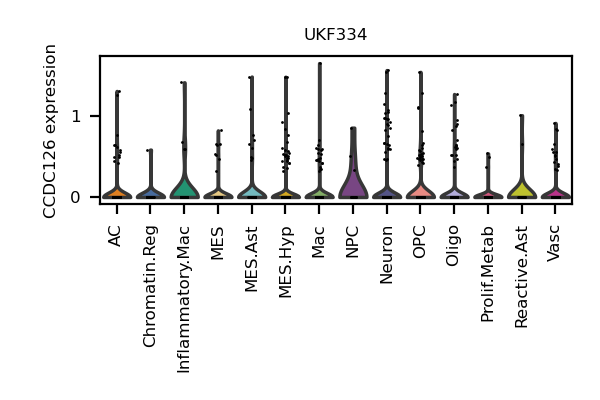 UKF334
CCDC126 expression
1
0
AC
Chromatin.Reg
Inflammatory.Mac
MES
MES.Ast
MES.Hyp
Mac
NPC
Neuron
OPC
Oligo
Prolif.Metab
Reactive.Ast
Vasc